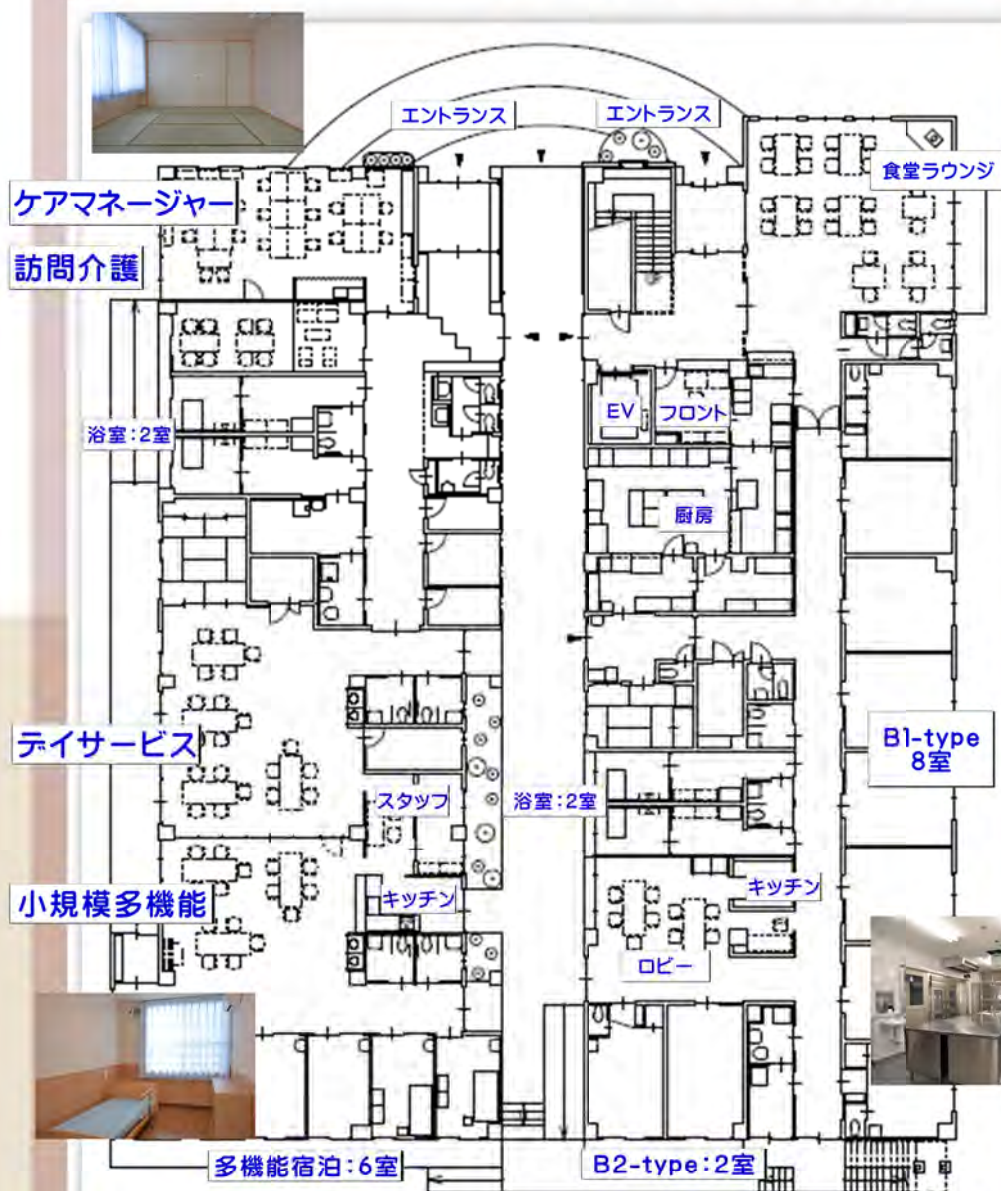 エントランス
エントランス
食堂ラウンジ
ケアマネージャー
訪問介護
EV
フロント
浴室:2室
厨房
デイサービス
B1-type
8室
スタッフ
浴室:2室
小規模多機能
キッチン
キッチン
ロビー
多機能宿泊:6室
B2-type:2室